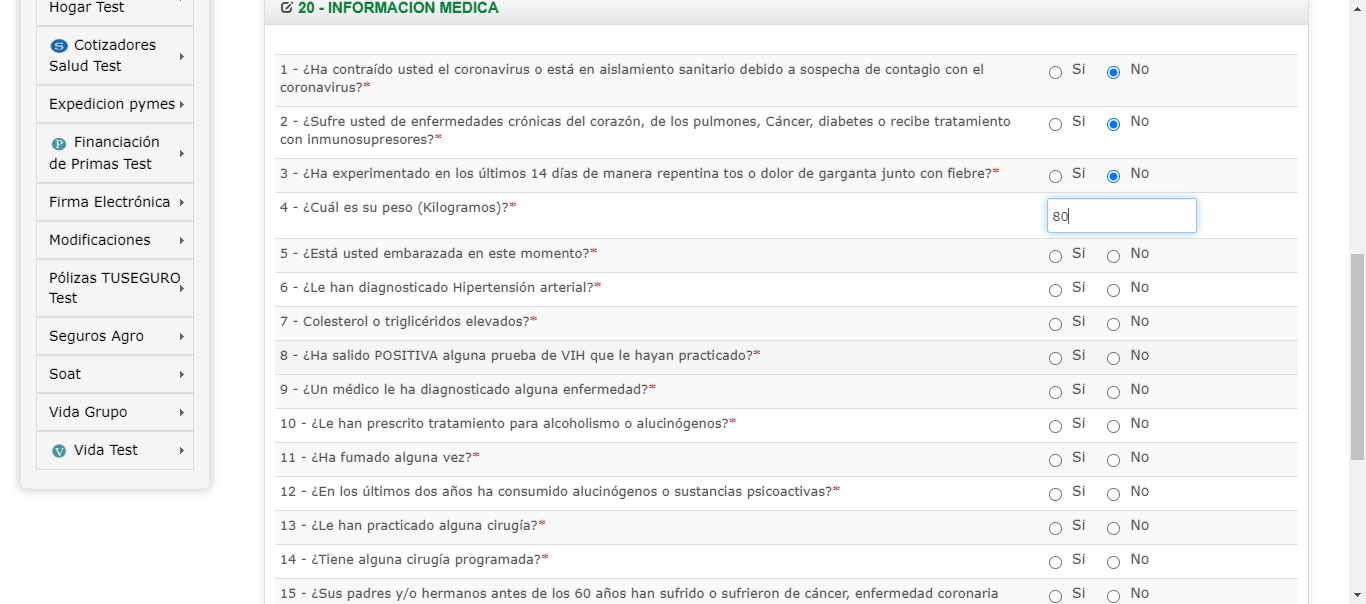 Hogar Test
S Cotizadores
Salud Test
Expedicion pymes
P Financiación
de Primas Test
Firma Electrónica
Modificaciones
Pólizas TUSEGURO
Test
Seguros Agro
Soat
Vida Grupo
V Vida Test
20 - INFORMACION MEDICA
1 - ¿Ha contraído usted el coronavirus o está en aislamiento sanitario debido a sospecha de contagio con el
coronavirus?* Si No
2 - ¿Sufre usted de enfermedades crónicas del corazón, de los pulmones, Cáncer, diabetes o recibe tratamiento
con inmunosupresores?* Si No
3 - ¿Ha experimentado en los últimos 14 días de manera repentina tos o dolor de garganta junto con fiebre?* Si No
4 - ¿Cuál es su peso (Kilogramos)?* 80
5 - ¿Está usted embarazada en este momento?* Si No
6 - ¿Le han diagnosticado Hipertensión arterial?* Si No
7 - Colesterol o triglicéridos elevados?* Si No
8 - ¿Ha salido POSITIVA alguna prueba de VIH que le hayan practicado?* Si No
9 - ¿Un médico le ha diagnosticado alguna enfermedad?* Si No
10 - ¿Le han prescrito tratamiento para alcoholismo o alucinógenos?* Si No
11 - ¿Ha fumado alguna vez?* Si No
12 - ¿En los últimos dos años ha consumido alucinógenos o sustancias psicoactivas?* Si No
13 - ¿Le han practicado alguna cirugía?* Si No
14 - ¿Tiene alguna cirugía programada?* Si No
15 - ¿Sus padres y/o hermanos antes de los 60 años han sufrido o sufrieron de cáncer, enfermedad coronaria Si No